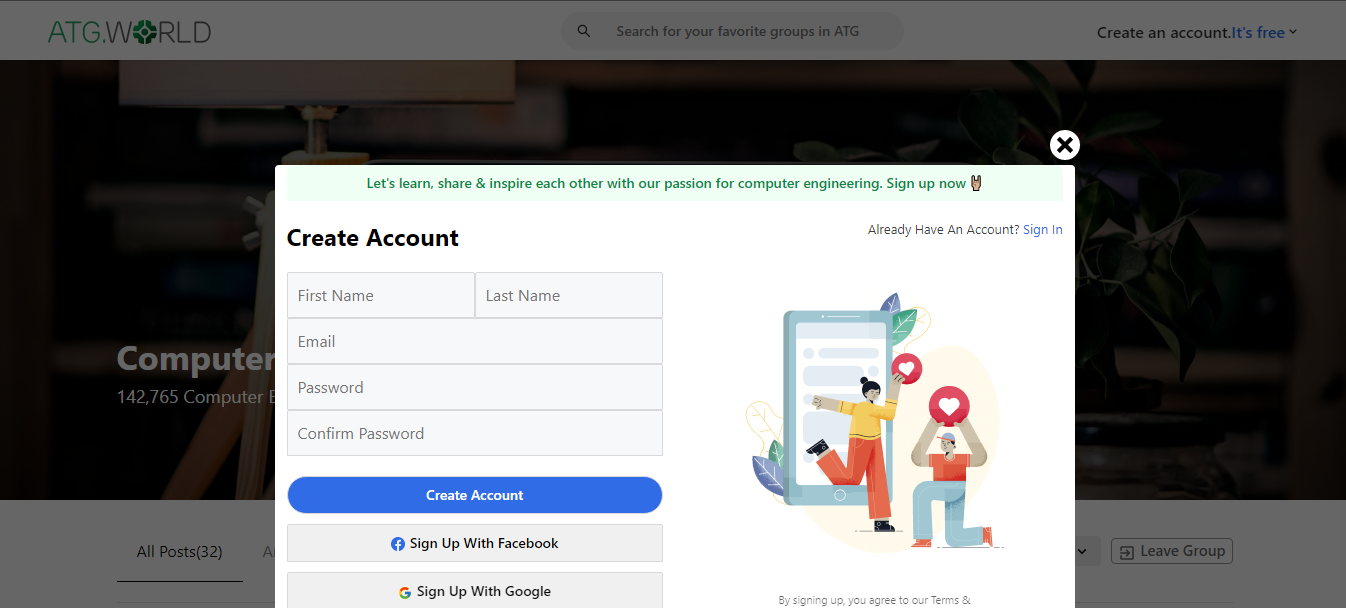 ATG.WORLD
Search for your favorite groups in ATG
Create an account.It's free
Let's learn, share & inspire each other with our passion for computer engineering. Sign up now
Create Account
Already Have An Account? Sign In
First Name
Last Name
Email
Password
Confirm Password
Create Account
Sign Up With Facebook
Sign Up With Google
By signing up, you agree to our Terms &
Computer
142,765 Computer
All Posts(32)
Leave Group